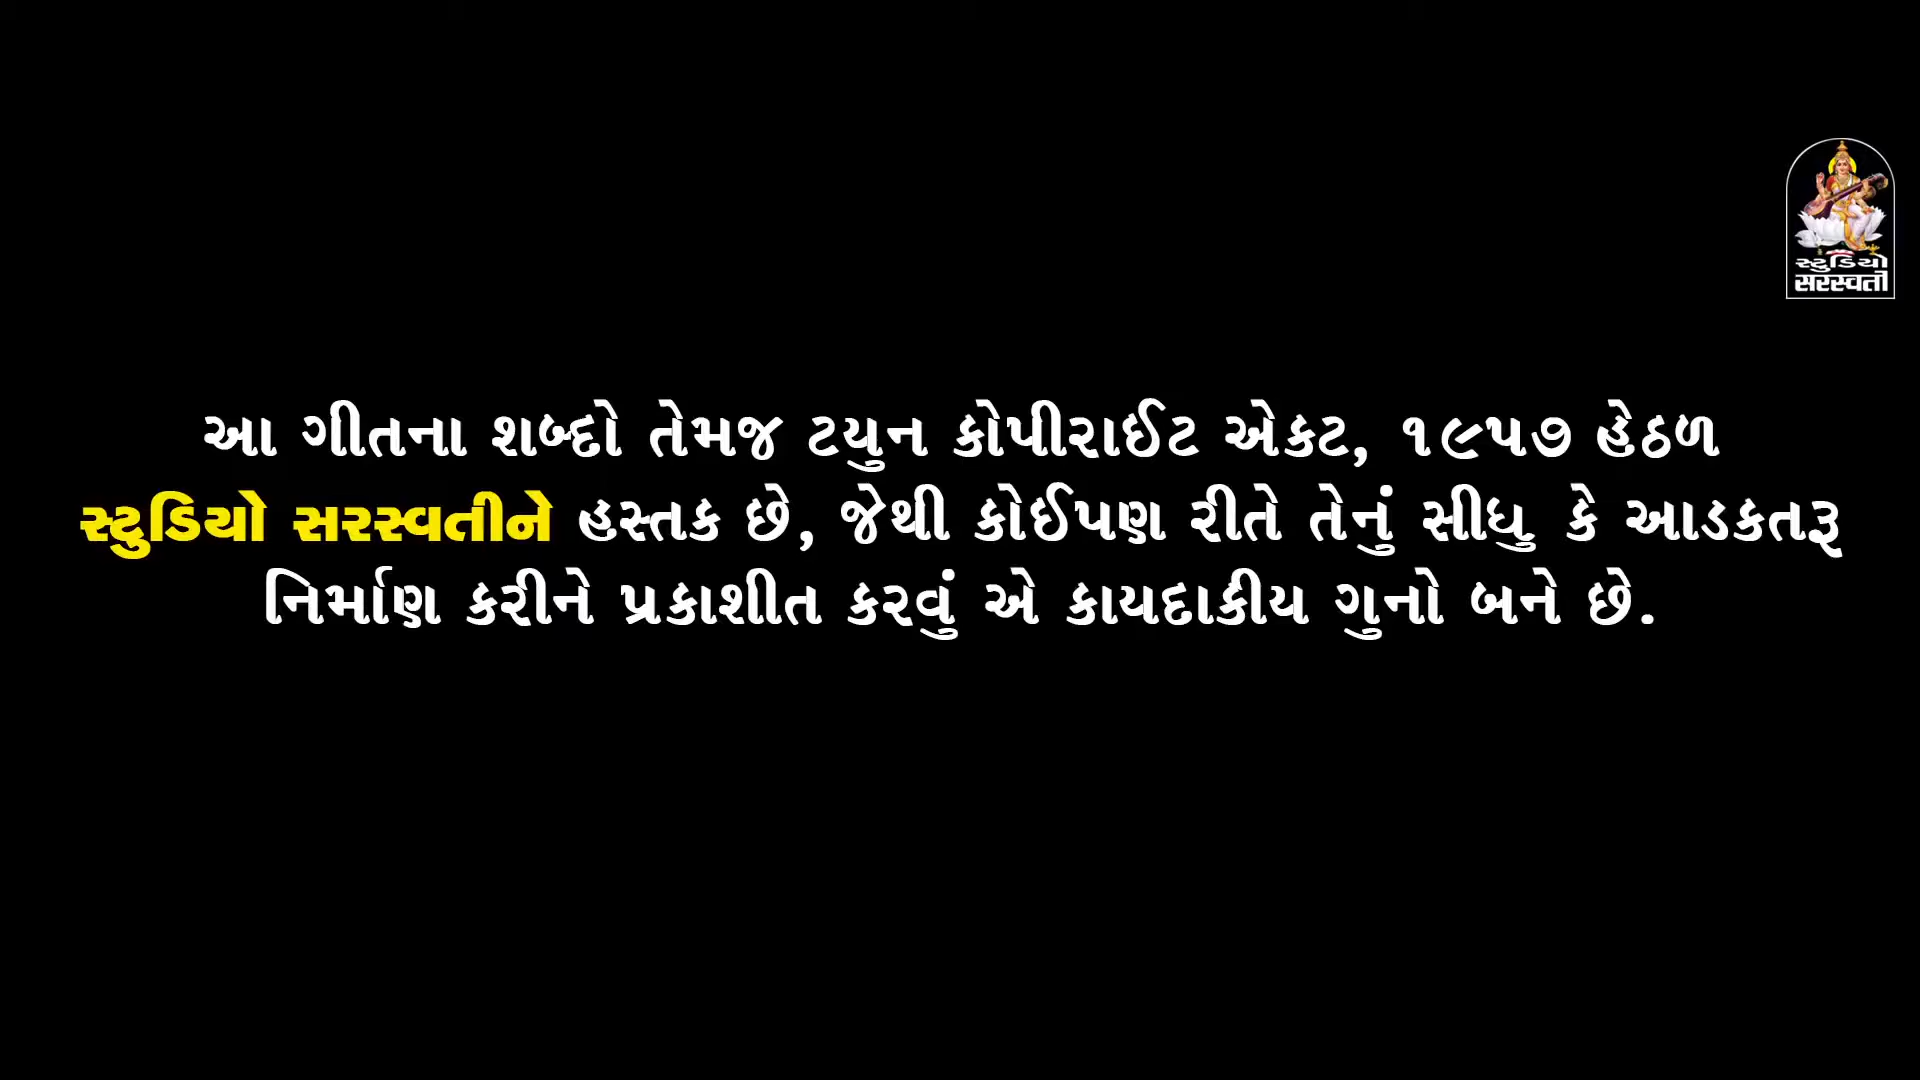 સ્ટુડિયો
સરસ્વતી
આ ગીતના શબ્દો તેમજ ટયુન કોપીરાઈટ એકટ, ૧૯૫૭ હેઠળ
સ્ટુડિયો સરસ્વતીને હસ્તક છે, જેથી કોઈપણ રીતે તેનું સીધુ કે આડકતરૂ
નિર્માણ કરીને પ્રકાશીત કરવું એ કાયદાકીય ગુનો બને છે.